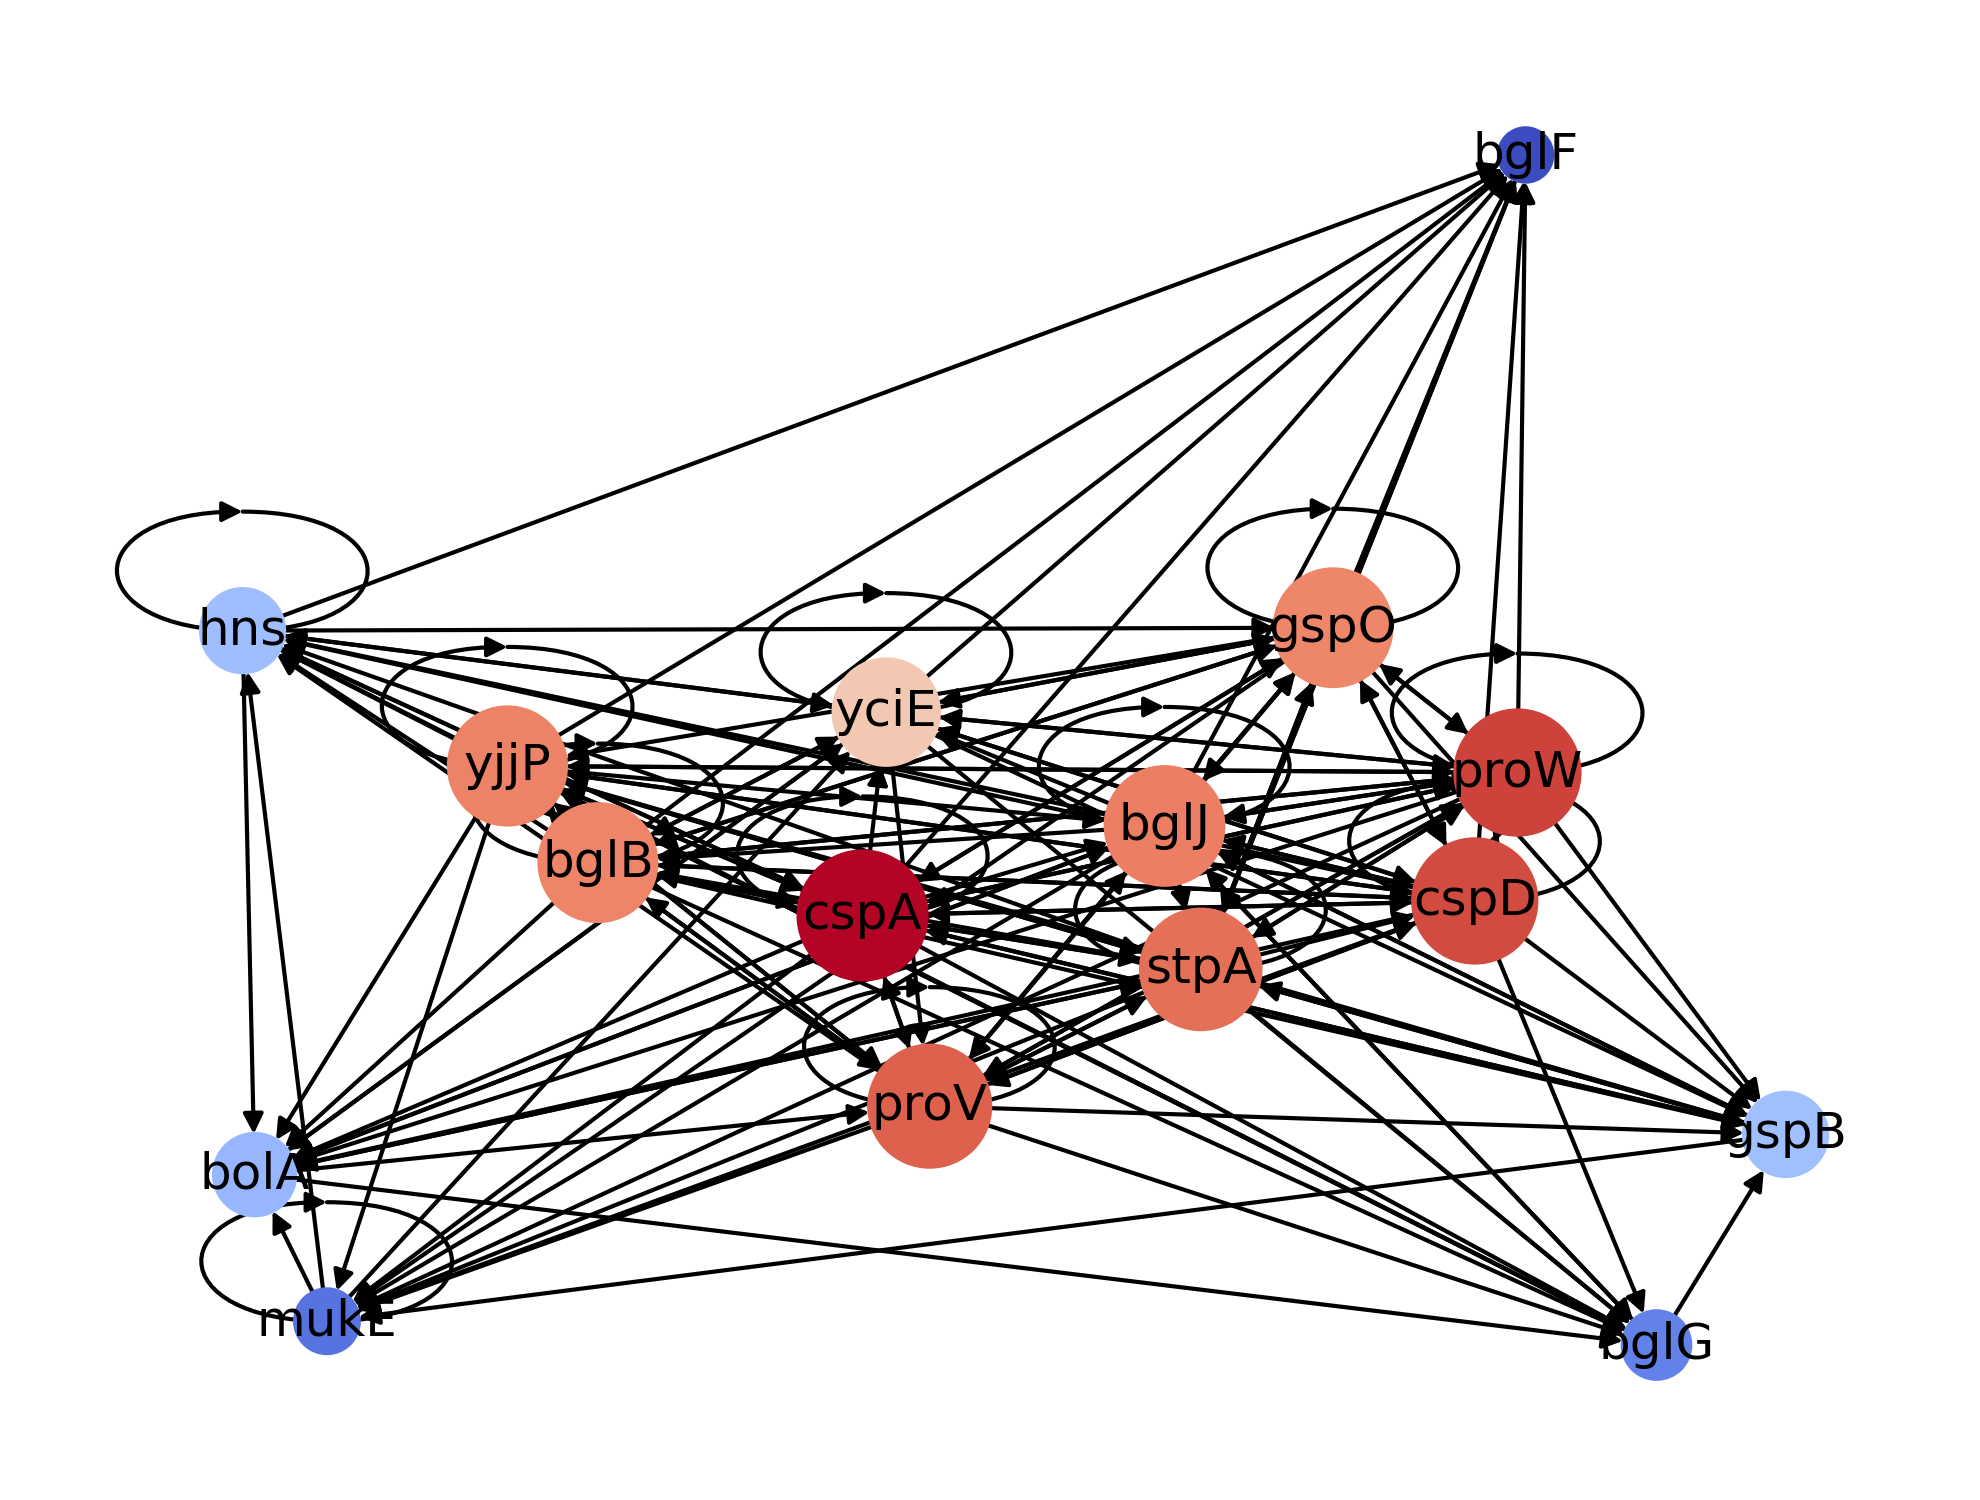 bglF
hns
gspO
yciE
yjjP
proW
bglJ
bglB
cspD
cspA
stpA
proV
gspB
bolA
mukE
bglG